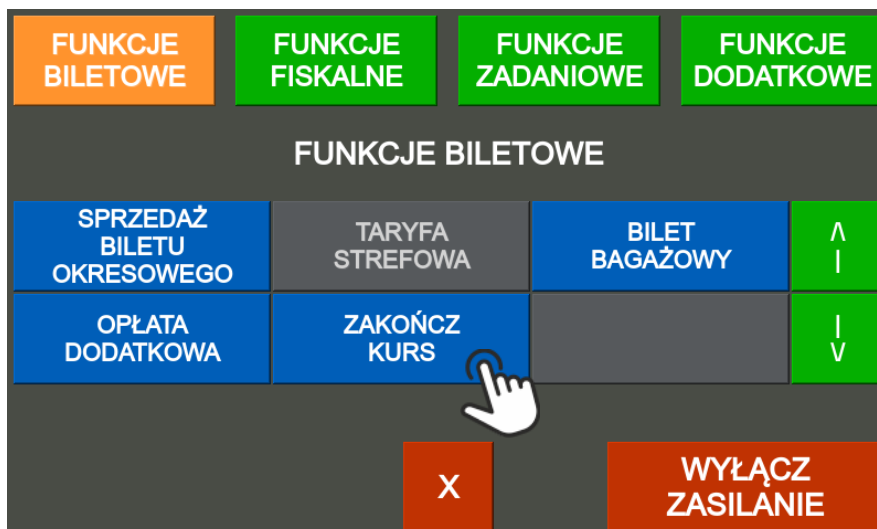 FUNKCJE
BILETOWE
FUNKCJE
FISKALNE
FUNKCJE
ZADANIOWE
FUNKCJE
DODATKOWE
FUNKCJE BILETOWE
SPRZEDAŻ
BILETU
OKRESOWEGO
TARYFA
STREFOWA
BILET
BAGAŻOWY
OPŁATA
DODATKOWA
ZAKOŃCZ
KURS
X
WYŁĄCZ
ZASILANIE